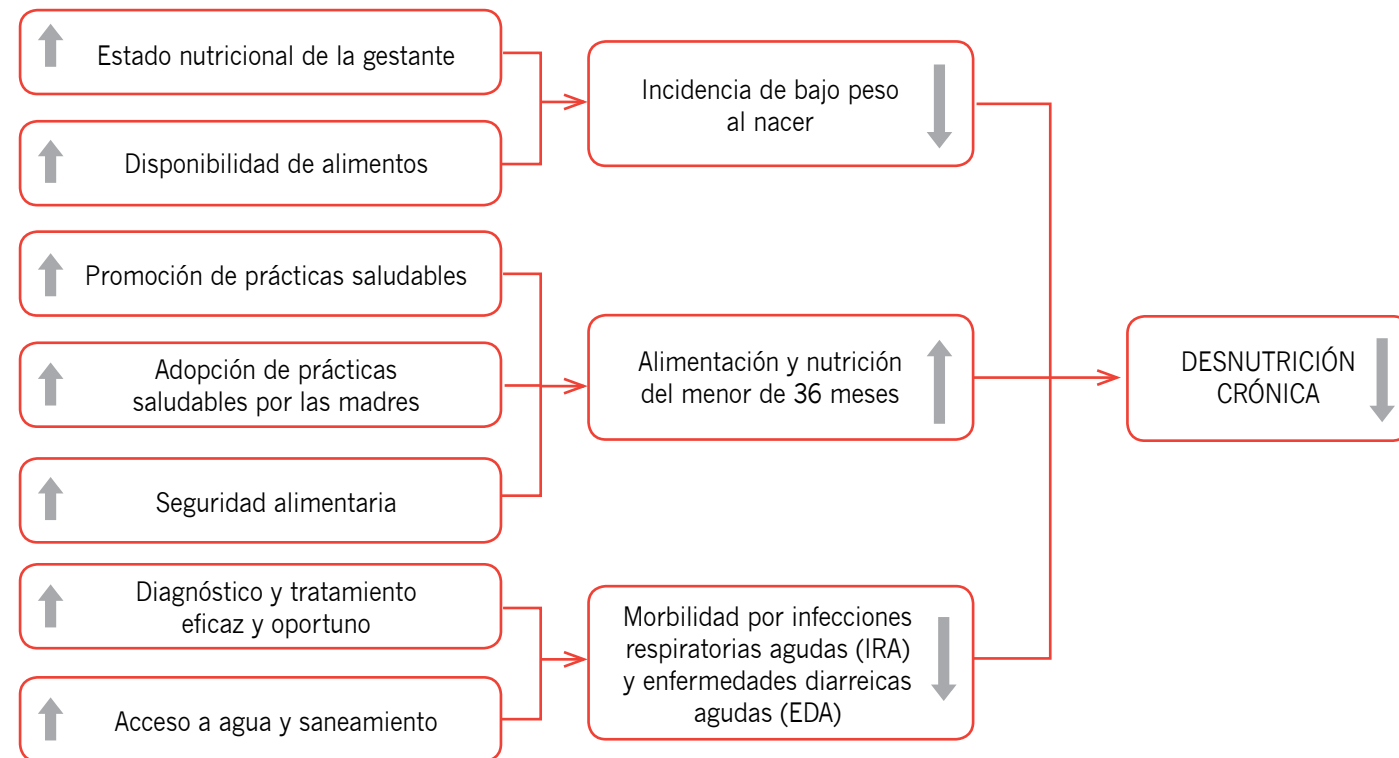 Estado nutricional de la gestante
Disponibilidad de alimentos
Promoción de prácticas saludables
Adopción de prácticas
saludables por las madres
Seguridad alimentaria
Diagnóstico y tratamiento
eficaz y oportuno
Acceso a agua y saneamiento
Incidencia de bajo peso
al nacer
Alimentación y nutrición
del menor de 36 meses
Morbilidad por infecciones
respiratorias agudas (IRA)
y enfermedades diarreicas
agudas (EDA)
DESNUTRICIÓN
CRÓNICA